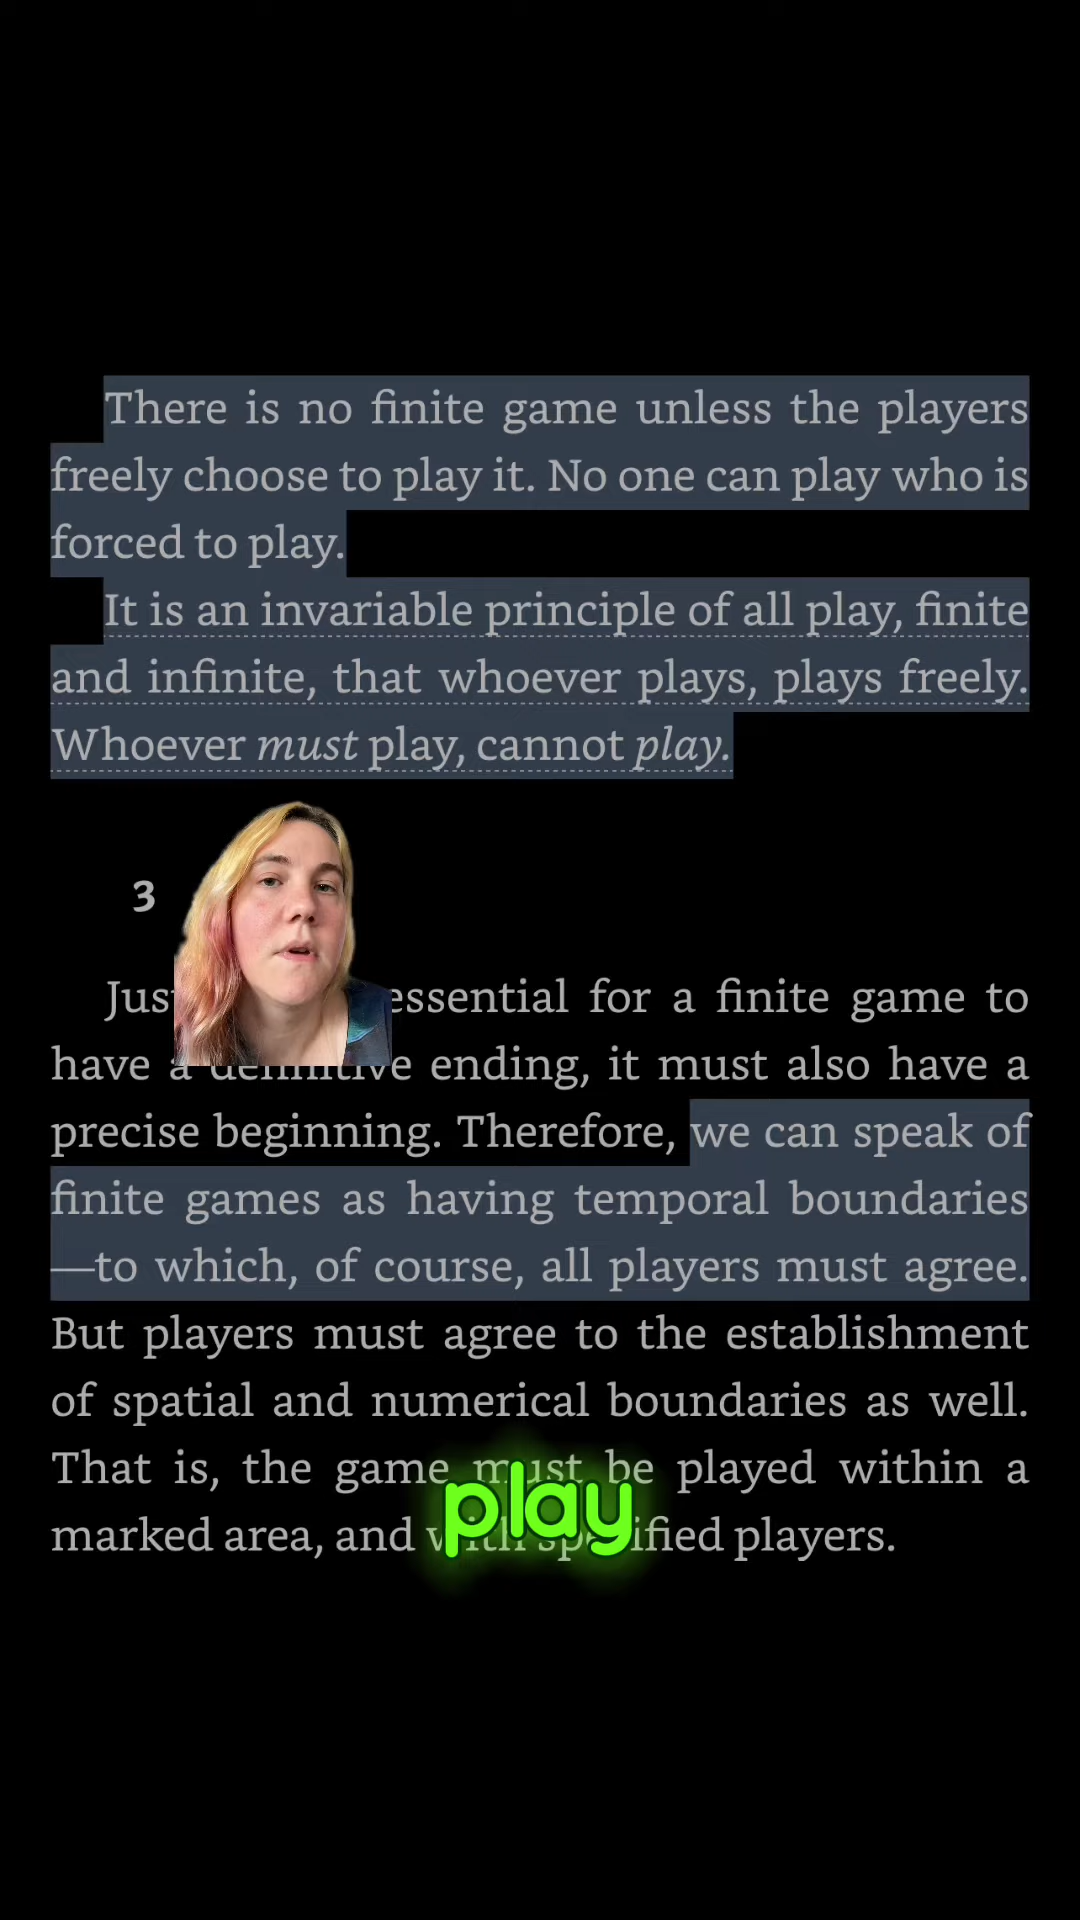 There is no finite game unless the players
freely choose to play it. No one can play who is
forced to play.
It is an invariable principle of all play, finite
and infinite, that whoever plays, plays freely.
Whoever must play, cannot play.
3
essential for a finite game to
have a definitive ending, it must also have a
precise beginning. Therefore, we can speak of
finite games as having temporal boundaries
—to which, of course, all players must agree.
But players must agree to the establishment
of spatial and numerical boundaries as well.
That is, the game must be played within a
marked area, and with specified players.
play